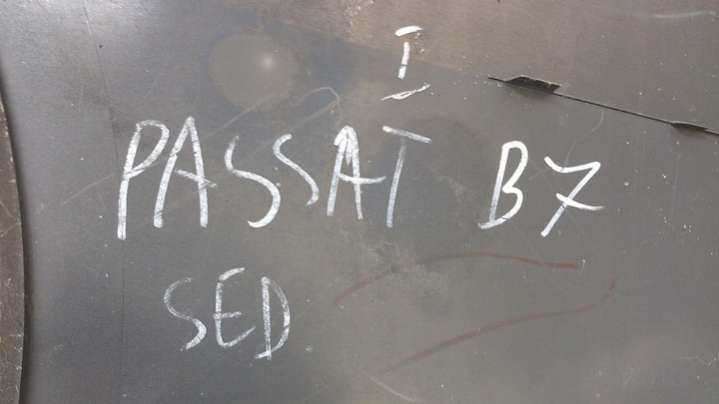 I
PASSAT B7
SED